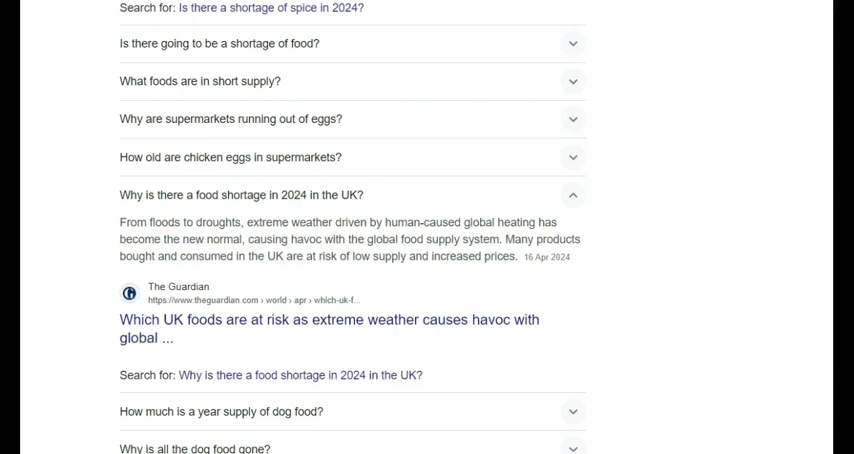 Search for: Is there a shortage of spice in 2024?
Is there going to be a shortage of food?
What foods are in short supply?
Why are supermarkets running out of eggs?
How old are chicken eggs in supermarkets?
Why is there a food shortage in 2024 in the UK?
From floods to droughts, extreme weather driven by human-caused global heating has
become the new normal, causing havoc with the global food supply system. Many products
bought and consumed in the UK are at risk of low supply and increased prices. 16 Apr 2024
The Guardian
https://www.theguardian.com › world › apr › which-uk-f...
Which UK foods are at risk as extreme weather causes havoc with
global ...
Search for: Why is there a food shortage in 2024 in the UK?
How much is a year supply of dog food?
Why is all the dog food gone?